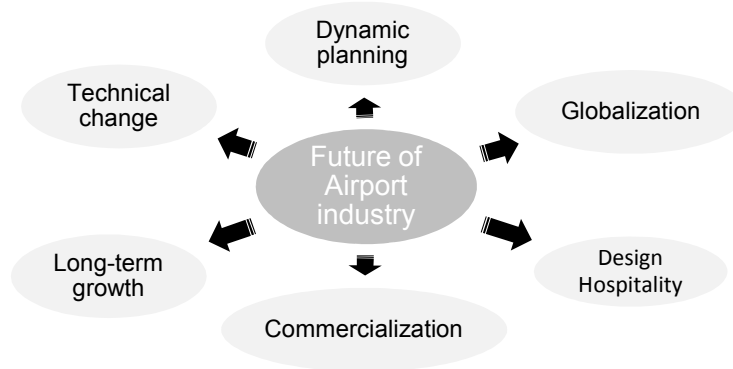 Dynamic
planning
Technical
change
Globalization
Future of
Airport
industry
Long-term
growth
Design
Hospitality
Commercialization